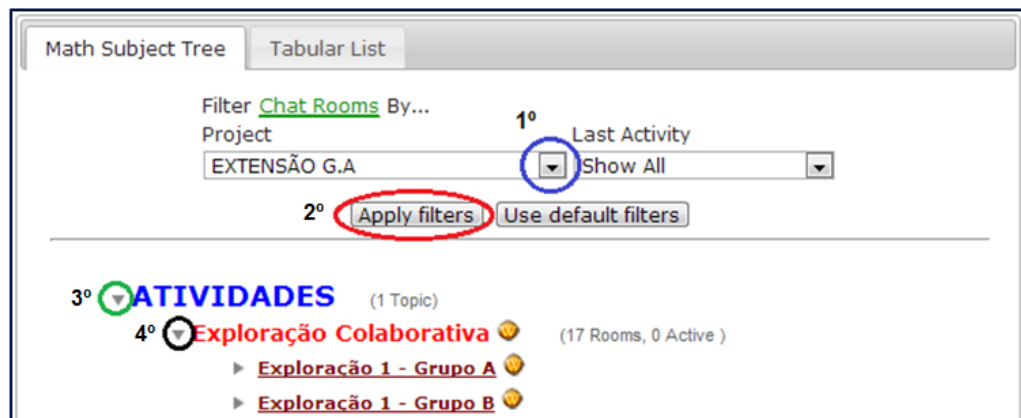 Math Subject Tree Tabular List
Filter Chat Rooms By...
1º
Project Last Activity
EXTENSÃO G.A Show All
2º Apply filters Use default filters
3º ATIVIDADES (1 Topic)
4º Exploração Colaborativa (17 Rooms, 0 Active )
Exploração 1 - Grupo A
Exploração 1 - Grupo B